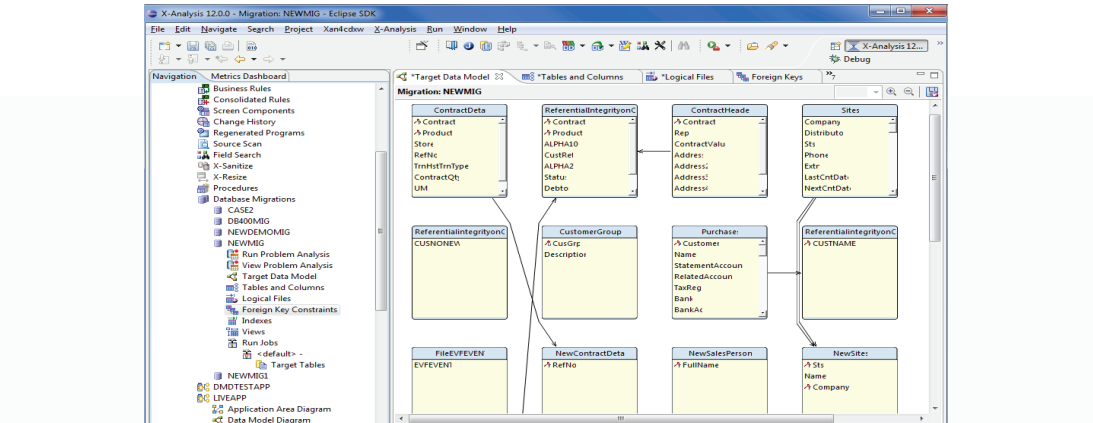 X-Analysis 12.0.0 - Migration: NEWMIG - Eclipse SDK
File Edit Navigate Search Project Xan4cdxw X-Analysis Run Window Help
X-Analysis 12...
Debug
Navigation Metrics Dashboard
Business Rules
Consolidated Rules
Screen Components
Change History
Regenerated Programs
Source Scan
Field Search
X-Sanitize
X-Resize
Procedures
Database Migrations
CASE2
DB400MIG
NEWDEMOMIG
NEWMIG
Run Problem Analysis
View Problem Analysis
Target Data Model
Tables and Columns
Logical Files
Foreign Key Constraints
Indexes
Views
Run Jobs
<default> -
Target Tables
NEWMIG1
DMDTESTAPP
LIVEAPP
Application Area Diagram
Data Model Diagram
*Target Data Model *Tables and Columns *Logical Files Foreign Keys »7
Migration: NEWMIG
ContractDeta
Contract
Product
Store
RefNo
TrnHstTrnType
ContractQt
UM
ReferentialIntegrityonC
Contract
Product
ALPHA10
CustRef
ALPHA2
Status
Debto
ContractHeade
Contract
Rep
ContractValu
Address
Address2
Address3
Address4
Sites
Company
Distributo
Sts
Phone
Extr
LastCntDat
NextCntDat
ReferentialintegrityonC
CUSNONEW
CustomerGroup
CusGrp
Description
Purchase
Customer
Name
StatementAccoun
RelatedAccoun
TaxReg
Bank
BankAc
ReferentialintegrityonC
CUSTNAME
FileEVFEVENT
EVFEVENT
NewContractDeta
RefNo
NewSalesPerson
FullName
NewSites
Sts
Name
Company